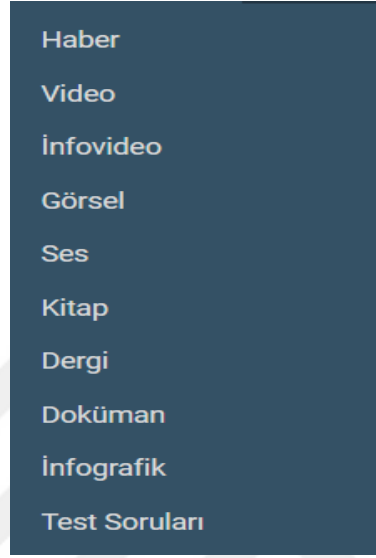 Haber
Video
İnfovideo
Görsel
Ses
Kitap
Dergi
Doküman
İnfografik
Test Soruları